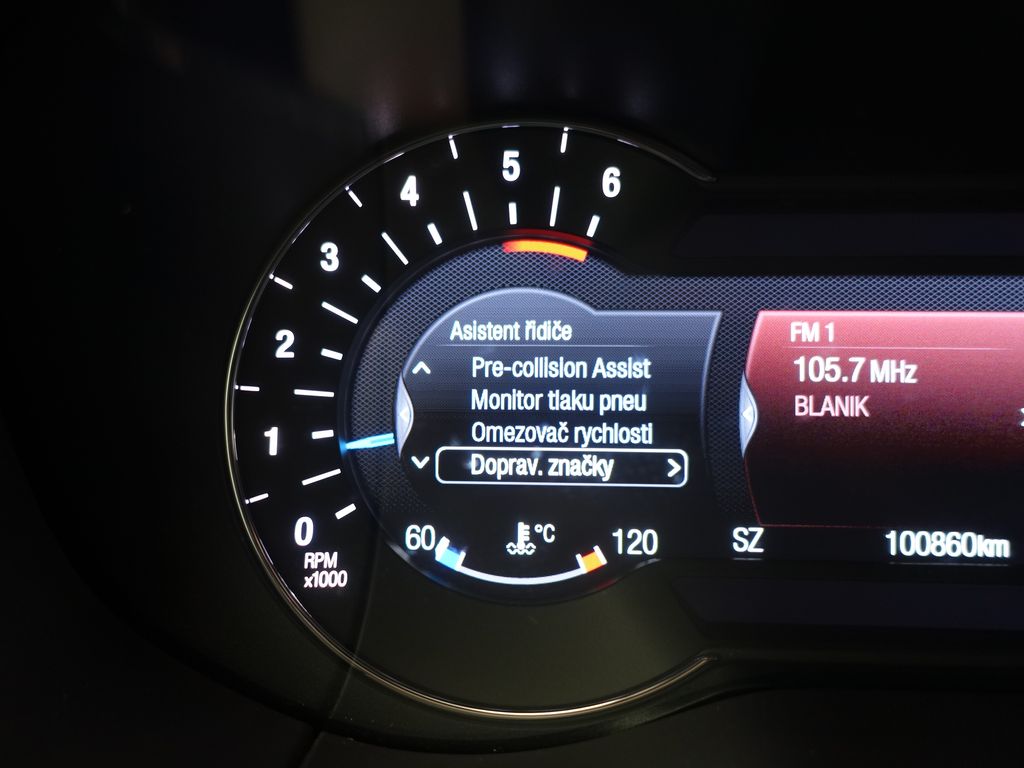 6
5
4
3
2
1
0
RPM
x1000
Asistent řidiče
Pre-collision Assist
Monitor tlaku pneu
Omezovač rychlosti
Doprav. značky
60
°C
120
FM 1
105.7 MHz
BLANIK
SZ
100860km